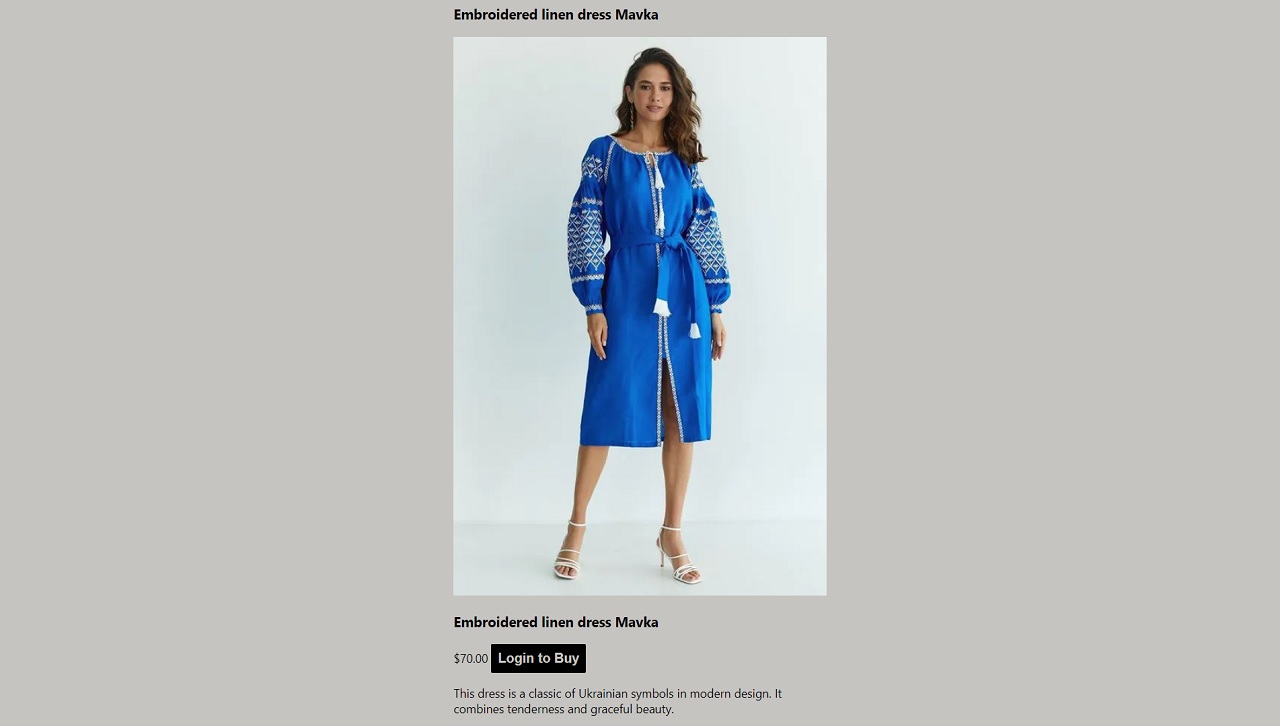 Embroidered linen dress Mavka
Embroidered linen dress Mavka
$70.00 Login to Buy
This dress is a classic of Ukrainian symbols in modern design. It
combines tenderness and graceful beauty.